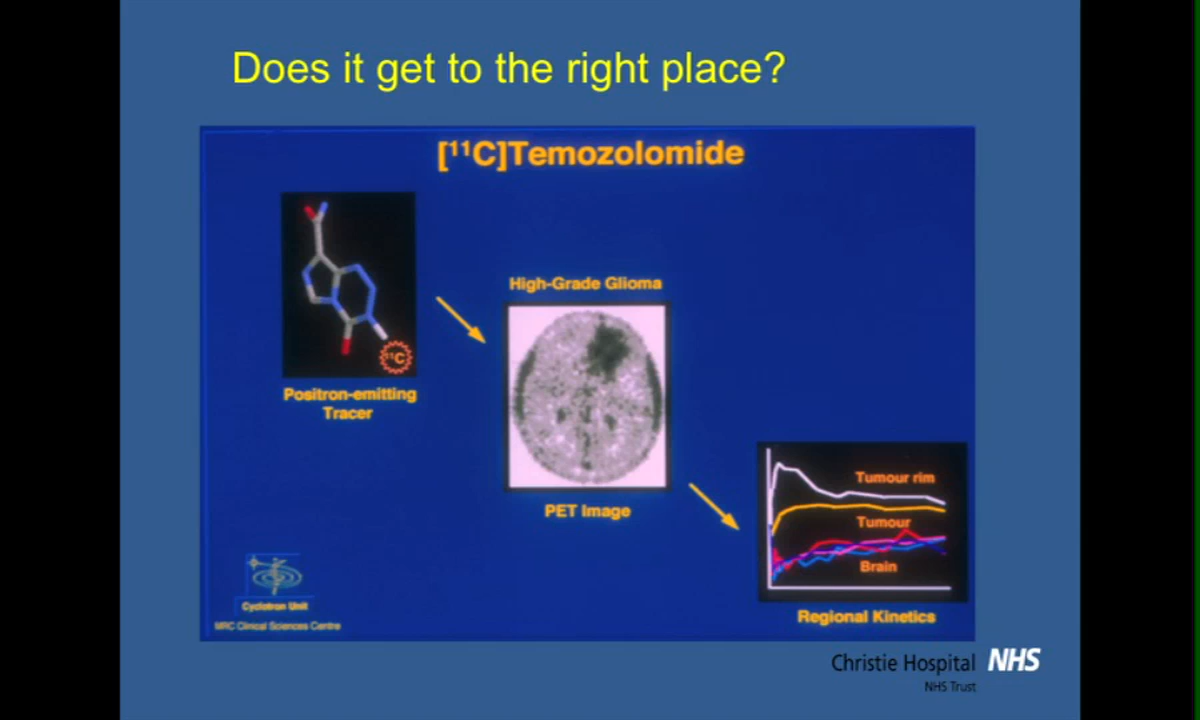 Does it get to the right place?
[¹¹C]Temozolomide
High-Grade Glioma
¹¹C
Positron-emitting
Tracer
PET Image
Tumour rim
Tumour
Brain
Regional Kinetics
Cyclotron Unit
MRC Clinical Sciences Centre
Christie Hospital NHS
NHS Trust